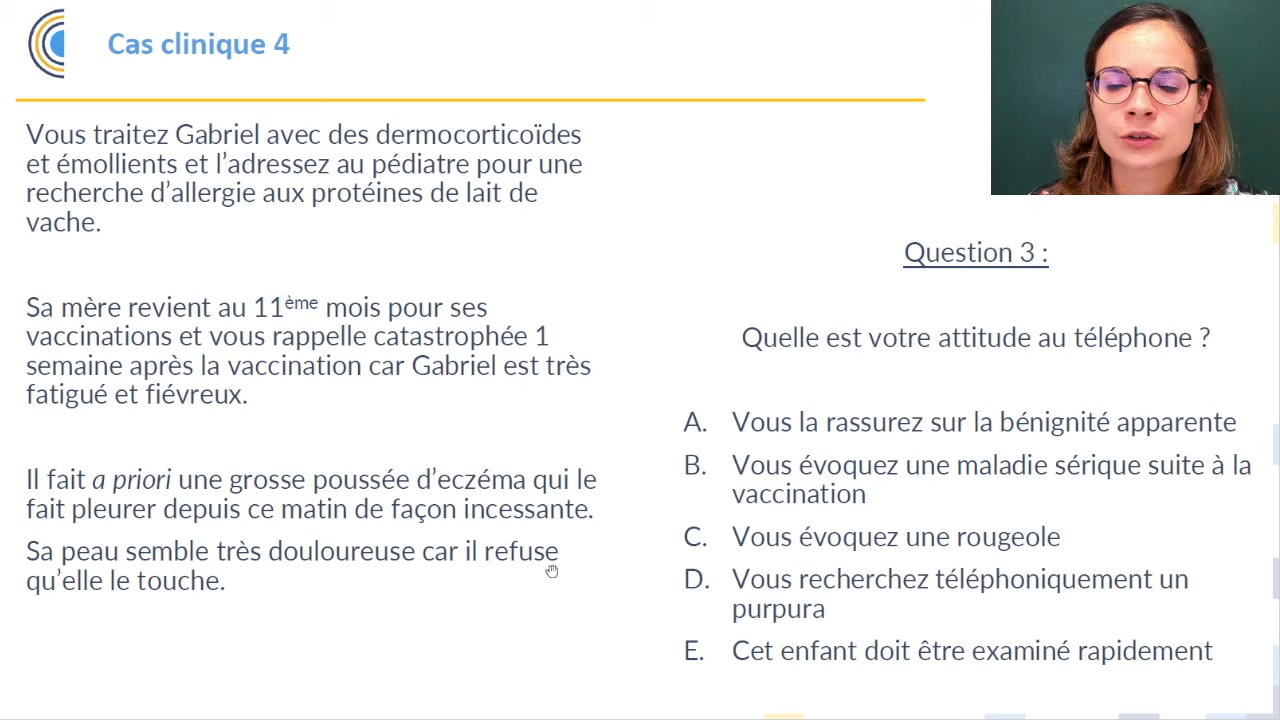 Cas clinique 4
Vous traitez Gabriel avec des dermocorticoïdes
et émollients et l'adressez au pédiatre pour une
recherche d'allergie aux protéines de lait de
vache.
Sa mère revient au 11ème mois pour ses
vaccinations et vous rappelle catastrophée 1
semaine après la vaccination car Gabriel est très
fatigué et fiévreux.
Il fait a priori une grosse poussée d'eczéma qui le
fait pleurer depuis ce matin de façon incessante.
Sa peau semble très douloureuse car il refuse
qu'elle le touche.
Question 3 :
Quelle est votre attitude au téléphone ?
A. Vous la rassurez sur la bénignité apparente
B. Vous évoquez une maladie sérique suite à la
vaccination
C. Vous évoquez une rougeole
D. Vous recherchez téléphoniquement un
purpura
E. Cet enfant doit être examiné rapidement